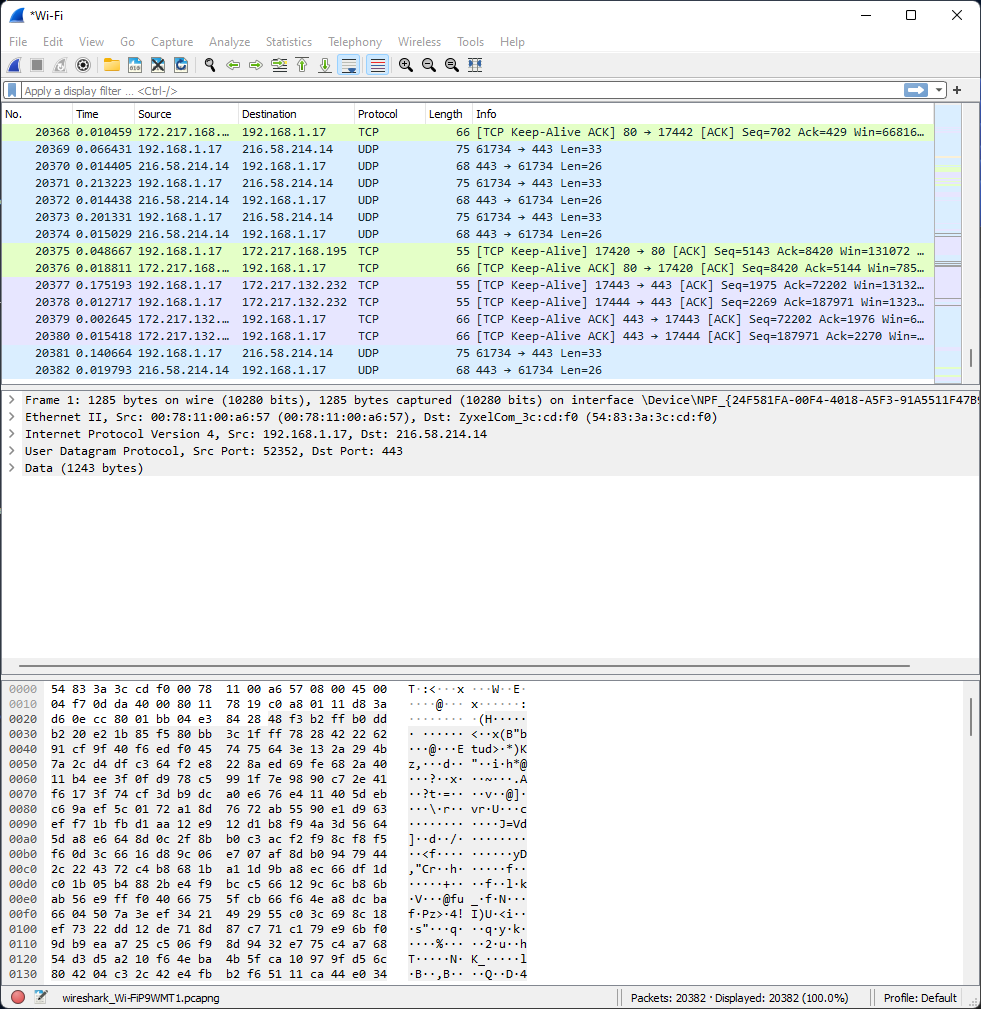 *Wi-Fi
File Edit View Go Capture Analyze Statistics Telephony Wireless Tools Help
Apply a display filter ... <Ctrl-/>
No. Time Source Destination Protocol Length Info
20368 0.010459 172.217.168.… 192.168.1.17 TCP 66 [TCP Keep-Alive ACK] 80 → 17442 [ACK] Seq=702 Ack=429 Win=66816…
20369 0.066431 192.168.1.17 216.58.214.14 UDP 75 61734 → 443 Len=33
20370 0.014405 216.58.214.14 192.168.1.17 UDP 68 443 → 61734 Len=26
20371 0.213223 192.168.1.17 216.58.214.14 UDP 75 61734 → 443 Len=33
20372 0.014438 216.58.214.14 192.168.1.17 UDP 68 443 → 61734 Len=26
20373 0.201331 192.168.1.17 216.58.214.14 UDP 75 61734 → 443 Len=33
20374 0.015029 216.58.214.14 192.168.1.17 UDP 68 443 → 61734 Len=26
20375 0.048667 192.168.1.17 172.217.168.195 TCP 55 [TCP Keep-Alive] 17420 → 80 [ACK] Seq=5143 Ack=8420 Win=131072 …
20376 0.018811 172.217.168.… 192.168.1.17 TCP 66 [TCP Keep-Alive ACK] 80 → 17420 [ACK] Seq=8420 Ack=5144 Win=785…
20377 0.175193 192.168.1.17 172.217.132.232 TCP 55 [TCP Keep-Alive] 17443 → 443 [ACK] Seq=1975 Ack=72202 Win=13132…
20378 0.012717 192.168.1.17 172.217.132.232 TCP 55 [TCP Keep-Alive] 17444 → 443 [ACK] Seq=2269 Ack=187971 Win=1323…
20379 0.002645 172.217.132.… 192.168.1.17 TCP 66 [TCP Keep-Alive ACK] 443 → 17443 [ACK] Seq=72202 Ack=1976 Win=6…
20380 0.015418 172.217.132.… 192.168.1.17 TCP 66 [TCP Keep-Alive ACK] 443 → 17444 [ACK] Seq=187971 Ack=2270 Win=…
20381 0.140664 192.168.1.17 216.58.214.14 UDP 75 61734 → 443 Len=33
20382 0.019793 216.58.214.14 192.168.1.17 UDP 68 443 → 61734 Len=26
Frame 1: 1285 bytes on wire (10280 bits), 1285 bytes captured (10280 bits) on interface \Device\NPF_{24F581FA-00F4-4018-A5F3-91A5511F47B9
Ethernet II, Src: 00:78:11:00:a6:57 (00:78:11:00:a6:57), Dst: ZyxelCom_3c:cd:f0 (54:83:3a:3c:cd:f0)
Internet Protocol Version 4, Src: 192.168.1.17, Dst: 216.58.214.14
User Datagram Protocol, Src Port: 52352, Dst Port: 443
Data (1243 bytes)
0000 54 83 3a 3c cd f0 00 78 11 00 a6 57 08 00 45 00 T·:<···x ···W··E·
0010 04 f7 0d da 40 00 80 11 78 19 c0 a8 01 11 d8 3a ····@··· x······:
0020 d6 0e cc 80 01 bb 04 e3 84 28 48 f3 b2 ff b0 dd ········ ·(H·····
0030 b2 20 e2 1b 85 f5 80 bb 3c 1f ff 78 28 42 22 62 · ······ <··x(B"b
0040 91 cf 9f 40 f6 ed f0 45 74 75 64 3e 13 2a 29 4b ···@···E tud>·*)K
0050 7a 2c d4 df c3 64 f2 e8 22 8a ed 69 fe 68 2a 40 z,···d·· "··i·h*@
0060 11 b4 ee 3f 0f d9 78 c5 99 1f 7e 98 90 c7 2e 41 ···?··x· ··~···.A
0070 f6 17 3f 74 cf 3d b9 dc a0 e6 76 e4 11 40 5d eb ··?t·=·· ··v··@]·
0080 c6 9a ef 5c 01 72 a1 8d 76 72 ab 55 90 e1 d9 63 ···\·r·· vr·U···c
0090 ef f7 1b fb d1 aa 12 e9 12 d1 b8 f9 4a 3d 56 64 ········ ····J=Vd
00a0 5d a8 e6 64 8d 0c 2f 8b b0 c3 ac f2 f9 8c f8 f5 ]··d··/· ········
00b0 f6 0d 3c 66 16 d8 9c 06 e7 07 af 8d b0 94 79 44 ··<f···· ······yD
00c0 2c 22 43 72 c4 b8 68 1b a1 1d 9b a8 ec 66 df 1d ,"Cr··h· ·····f··
00d0 c0 1b 05 b4 88 2b e4 f9 bc c5 66 12 9c 6c b8 6b ·····+·· ··f··l·k
00e0 ab 56 e9 ff f0 40 66 75 5f cb 66 f6 4e a8 dc ba ·V···@fu _·f·N···
00f0 66 04 50 7a 3e ef 34 21 49 29 55 c0 3c 69 8c 18 f·Pz>·4! I)U·<i··
0100 ef 73 22 dd 12 de 71 8d 87 c7 71 c1 79 e9 6b f0 ·s"···q· ··q·y·k·
0110 9d b9 ea a7 25 c5 06 f9 8d 94 32 e7 75 c4 a7 68 ····%··· ··2·u··h
0120 54 d3 d5 a2 10 f6 4e ba 4b 5f ca 10 97 9f d5 6c T·····N· K_·····l
0130 80 42 04 c3 2c 42 e4 fb b2 f6 51 11 ca 44 e0 34 ·B··,B·· ··Q··D·4
wireshark_Wi-FiP9WMT1.pcapng Packets: 20382 · Displayed: 20382 (100.0%) Profile: Default